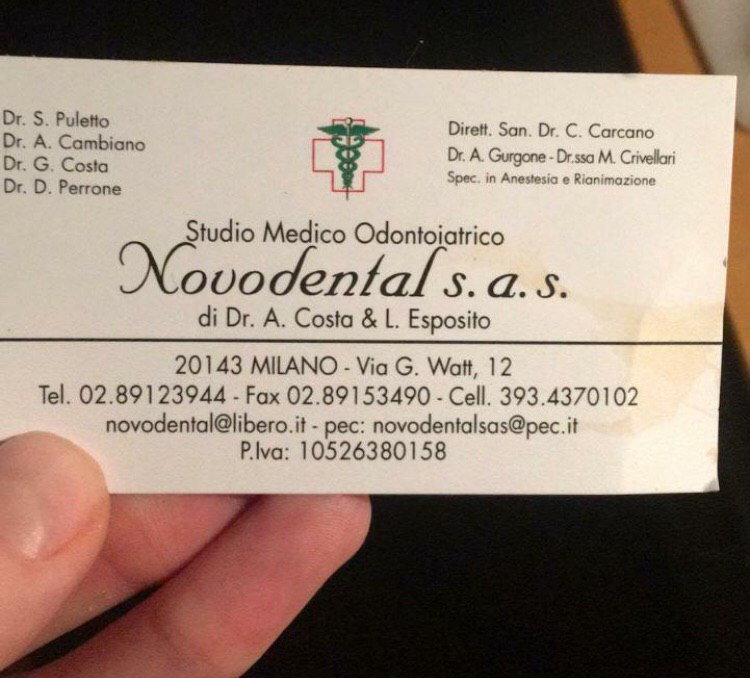 Dr. S. Puletto
Dr. A. Cambiano
Dr. G. Costa
Dr. D. Perrone
Dirett. San. Dr. C. Carcano
Dr. A. Gurgone - Dr.ssa M. Crivellari
Spec. in Anestesia e Rianimazione
Studio Medico Odontoiatrico
Novodental s. a. s.
di Dr. A. Costa & L. Esposito
20143 MILANO - Via G. Watt, 12
Tel. 02.89123944 - Fax 02.89153490 - Cell. 393.4370102
novodental@libero.it - pec: novodentalsas@pec.it
P.Iva: 10526380158